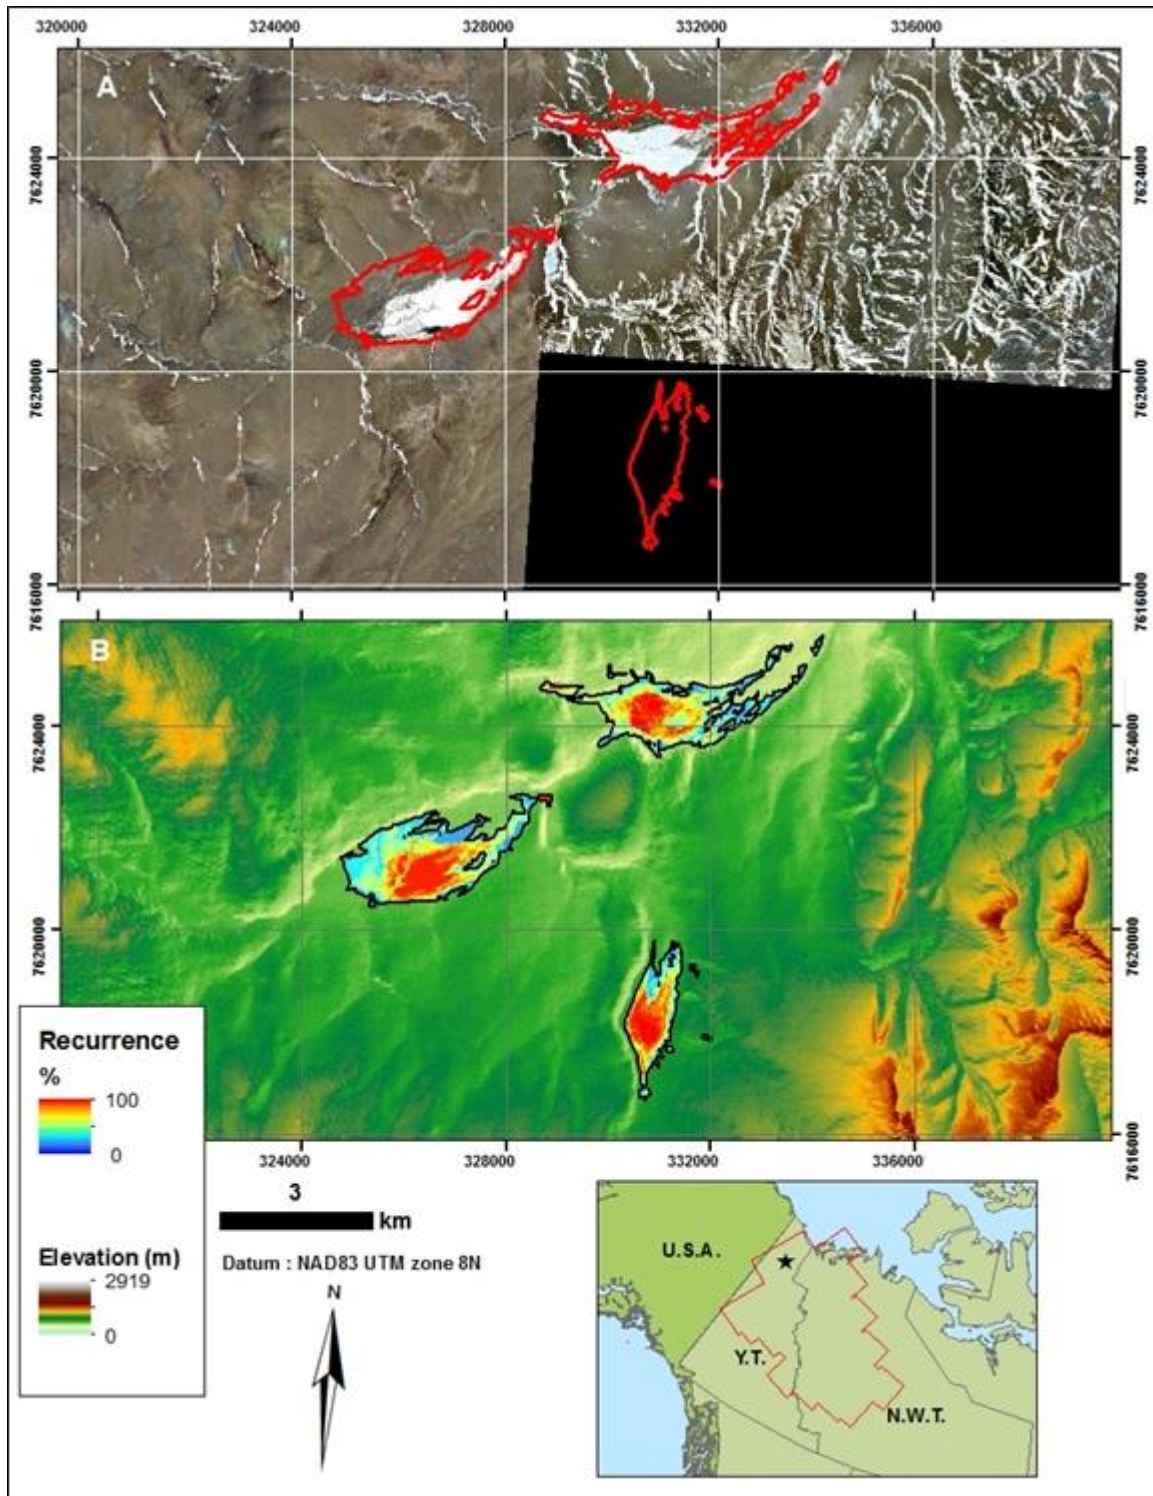 320000 324000 328000 332000 336000
A
7624000 7624000
7620000 7620000
7616000 7616000
B
7624000 7624000
7620000 7620000
7616000
324000 328000 332000 336000
Recurrence
%
100
0
Elevation (m)
2919
0
3
km
Datum : NAD83 UTM zone 8N
N
U.S.A.
Y.T.
N.W.T.